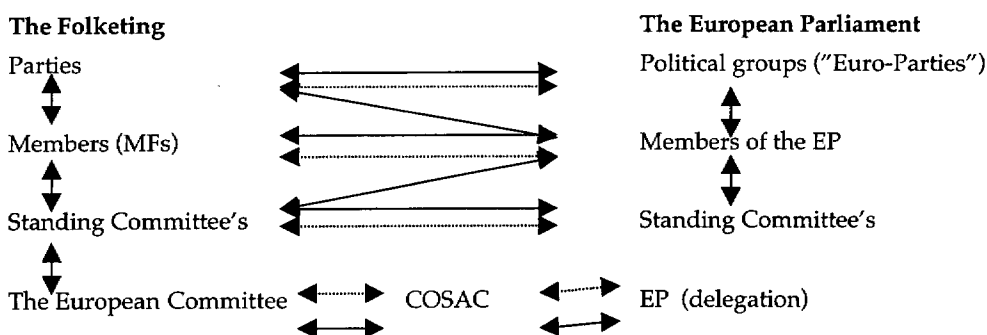 The Folketing
The European Parliament
Parties
Political groups ("Euro-Parties")
Members (MFs)
Members of the EP
Standing Committee's
Standing Committee's
The European Committee
COSAC
EP (delegation)